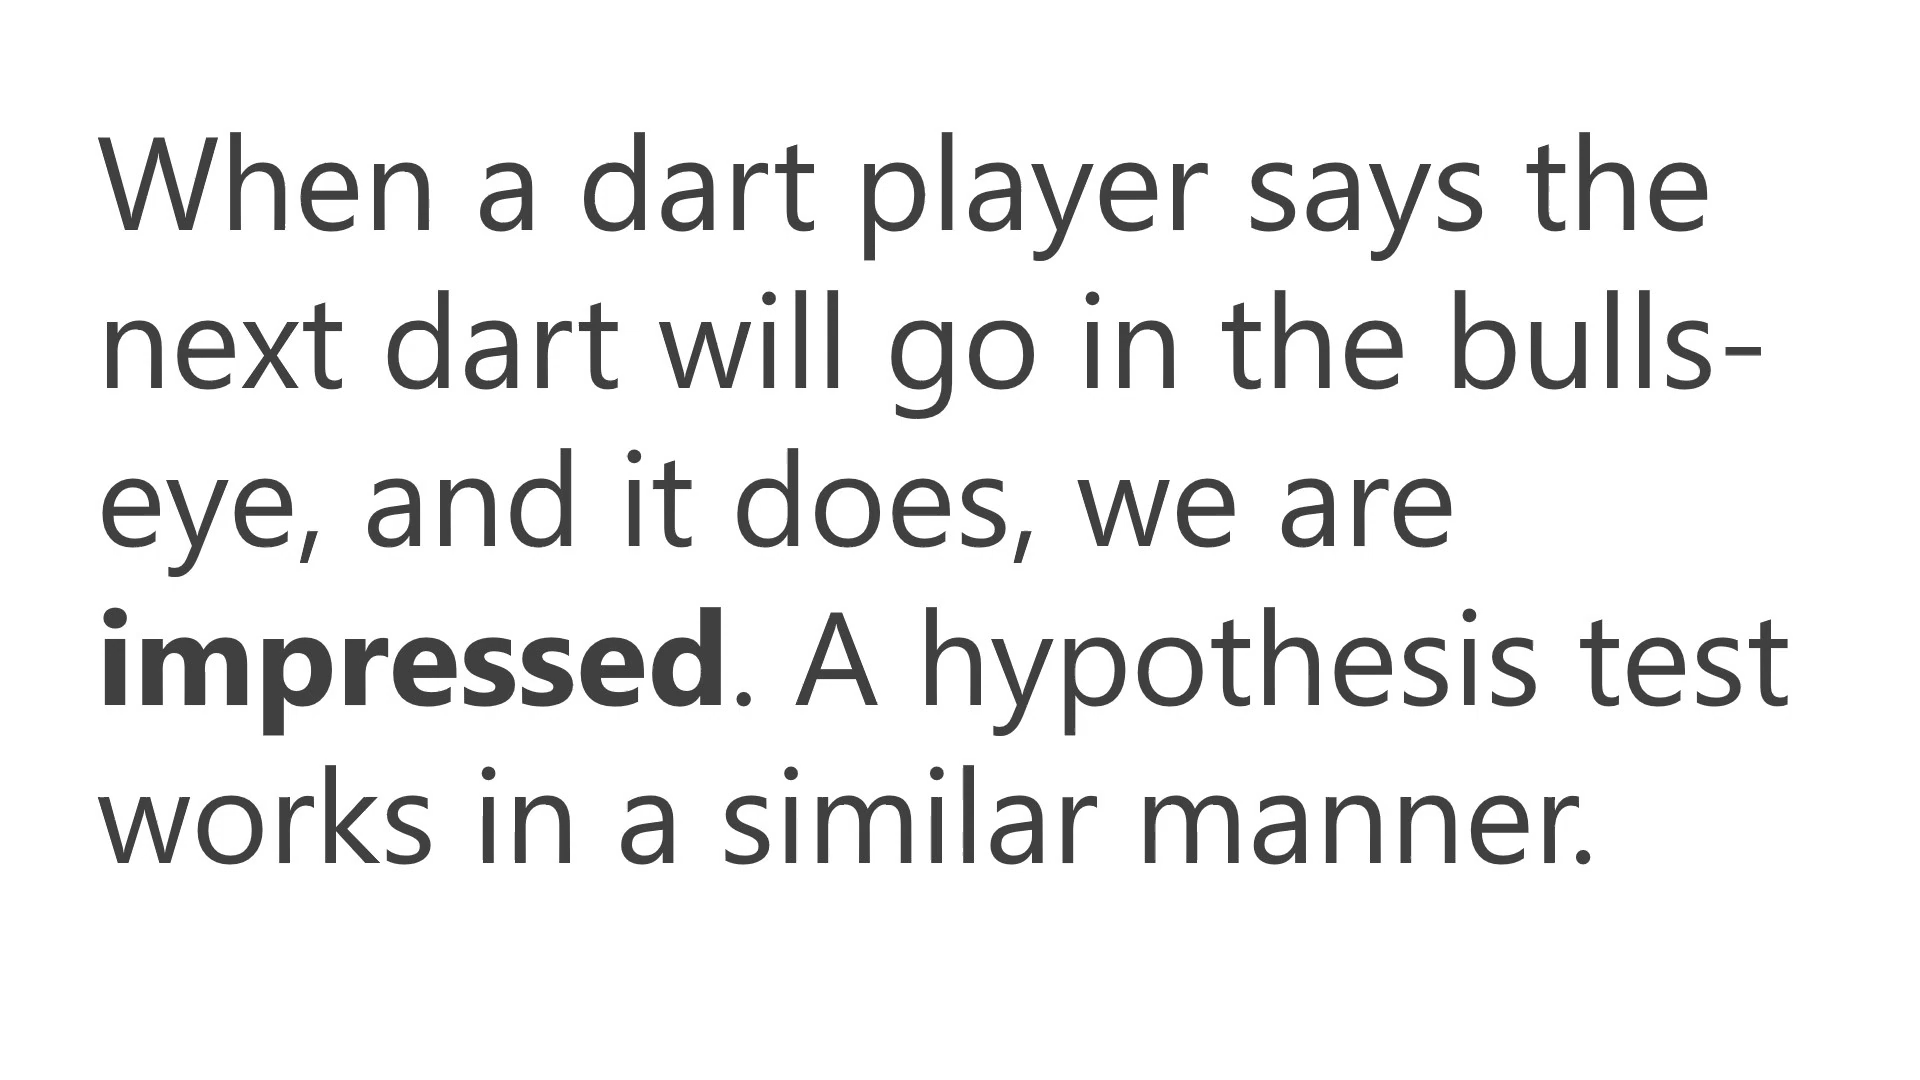 When a dart player says the
next dart will go in the bulls-
eye, and it does, we are
impressed. A hypothesis test
works in a similar manner.